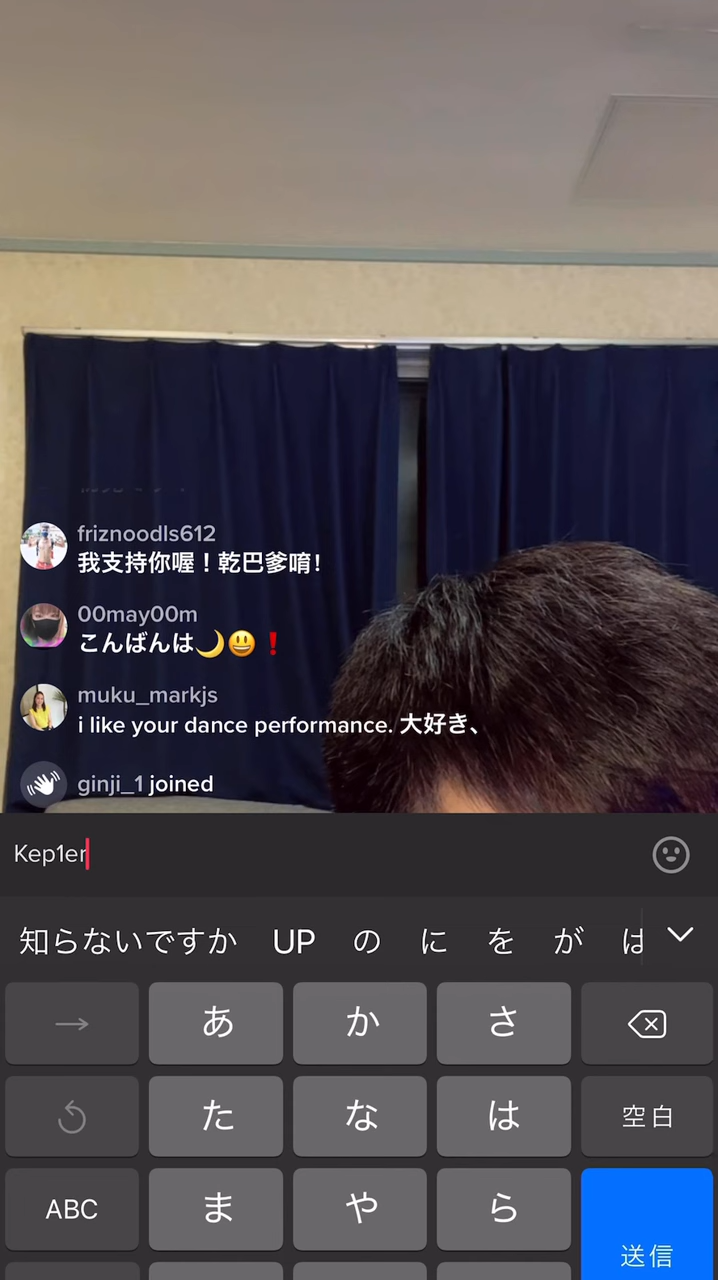 friznoodls612
我支持你喔！乾巴爹唷!
00may00m
こんばんは🌙😃❗
muku_markjs
i like your dance performance. 大好き、
ginji_1 joined
Kep1er
知らないですか UP の に を が は
→ あ か さ
た な は 空白
ABC ま や ら
送信